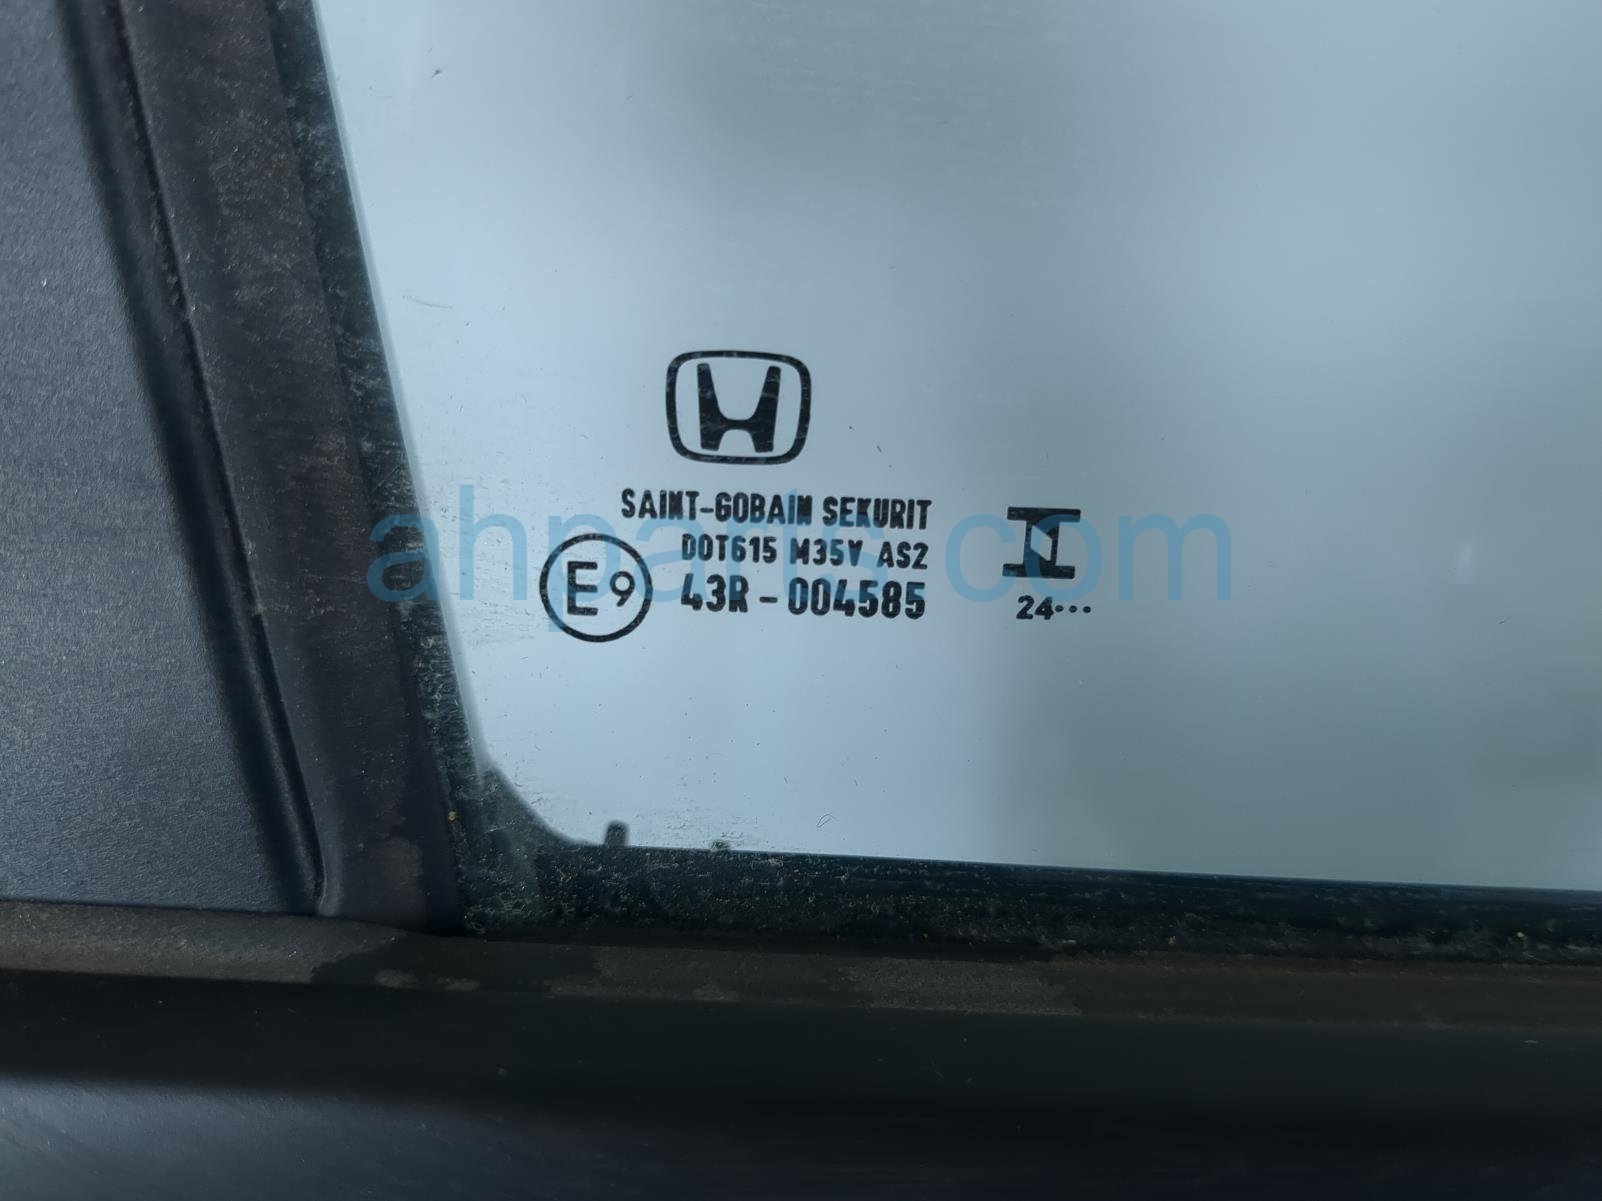 SAINT-GOBAIN SEKURIT
DOT615 M35V AS2
E9 43R-004585
24...
ahparts.com